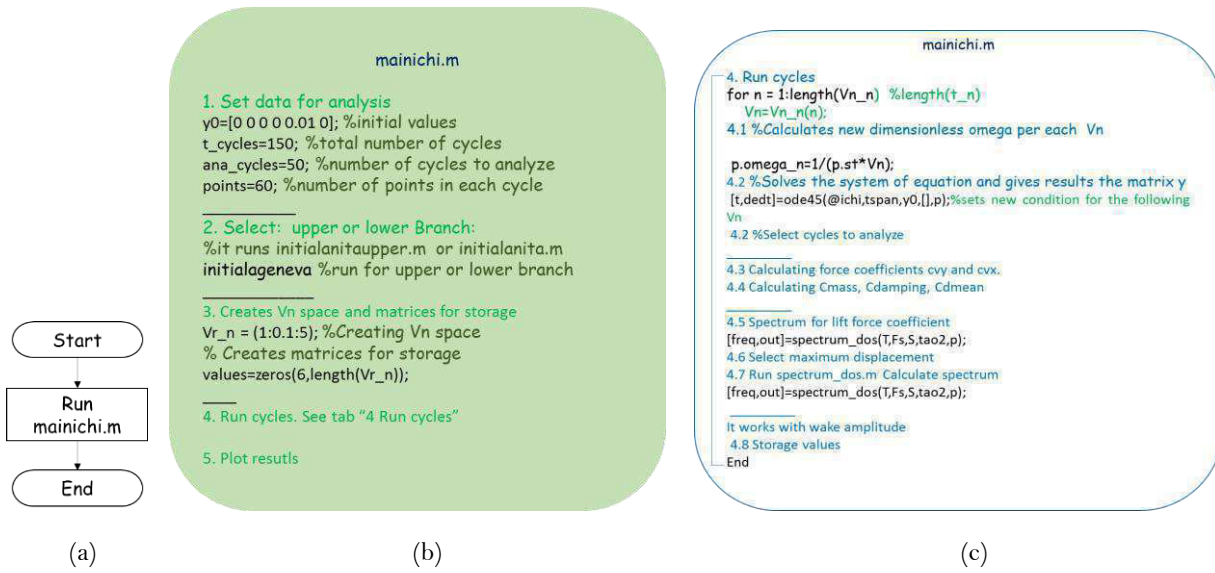 Start
Run
mainichi.m
End
(a)
mainichi.m
1. Set data for analysis
y0=[0 0 0 0 0.01 0]; %initial values
t_cycles=150; %total number of cycles
ana_cycles=50; %number of cycles to analyze
points=60; %number of points in each cycle
2. Select: upper or lower Branch:
%it runs initialanitaupper.m or initialanita.m
initialageneva %run for upper or lower branch
3. Creates Vn space and matrices for storage
Vr_n = (1:0.1:5); %Creating Vn space
% Creates matrices for storage
values=zeros(6,length(Vr_n));
4. Run cycles. See tab “4 Run cycles”
5. Plot resutls
(b)
mainichi.m
4. Run cycles
for n = 1:length(Vn_n) %length(t_n)
Vn=Vn_n(n);
4.1 %Calculates new dimensionless omega per each Vn
p.omega_n=1/(p.st*Vn);
4.2 %Solves the system of equation and gives results the matrix y
[t,dedt]=ode45(@ichi,tspan,y0,[],p);%sets new condition for the following
Vn
4.2 %Select cycles to analyze
4.3 Calculating force coefficients cvy and cvx.
4.4 Calculating Cmass, Cdamping, Cdmean
4.5 Spectrum for lift force coefficient
[freq,out]=spectrum_dos(T,Fs,S,tao2,p);
4.6 Select maximum displacement
4.7 Run spectrum_dos.m Calculate spectrum
[freq,out]=spectrum_dos(T,Fs,S,tao2,p);
It works with wake amplitude
4.8 Storage values
End
(c)